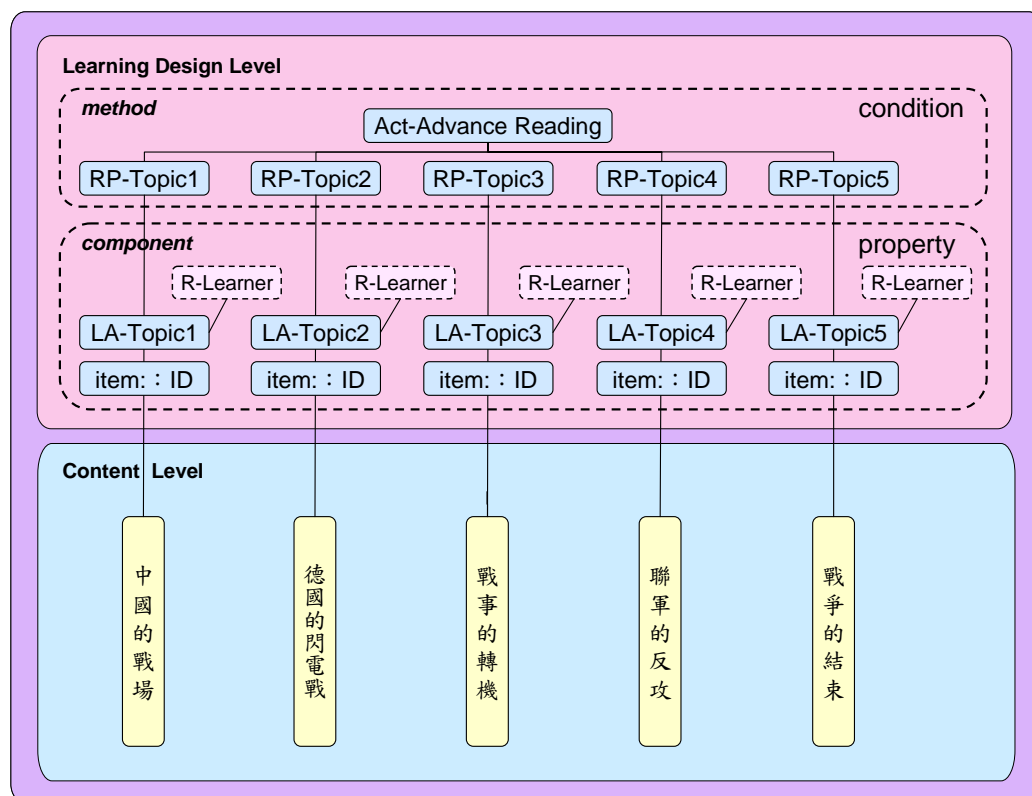 Learning Design Level
method
condition
Act-Advance Reading
RP-Topic1
RP-Topic2
RP-Topic3
RP-Topic4
RP-Topic5
component
property
R-Learner
R-Learner
R-Learner
R-Learner
R-Learner
LA-Topic1
LA-Topic2
LA-Topic3
LA-Topic4
LA-Topic5
item:：ID
item:：ID
item:：ID
item:：ID
item:：ID
Content Level
中國的戰場
德國的閃電戰
戰事的轉機
聯軍的反攻
戰爭的結束